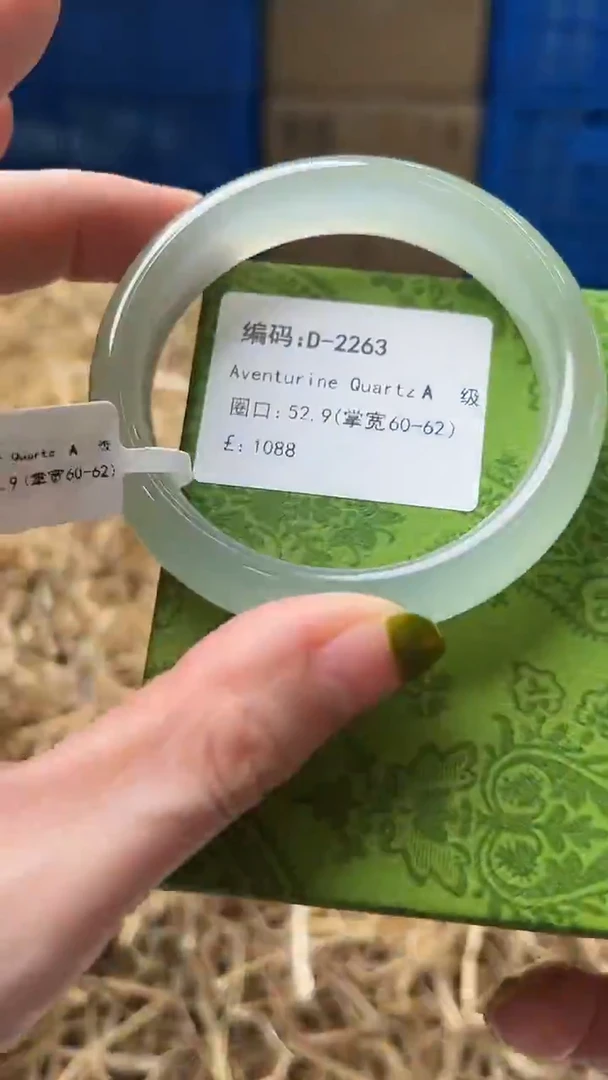 编码:D-2263
Aventurine Quartz A 级
圈口: 52.9(掌宽60-62)
£: 1088
Quartz A 级
.9(掌宽60-62)